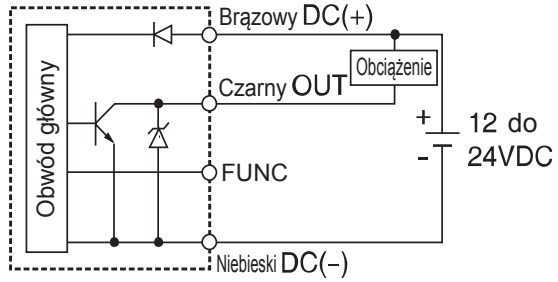 Brązowy DC(+)
Obciążenie
Czarny OUT
Obwód główny
FUNC
+
-
12 do
24VDC
Niebieski DC(-)